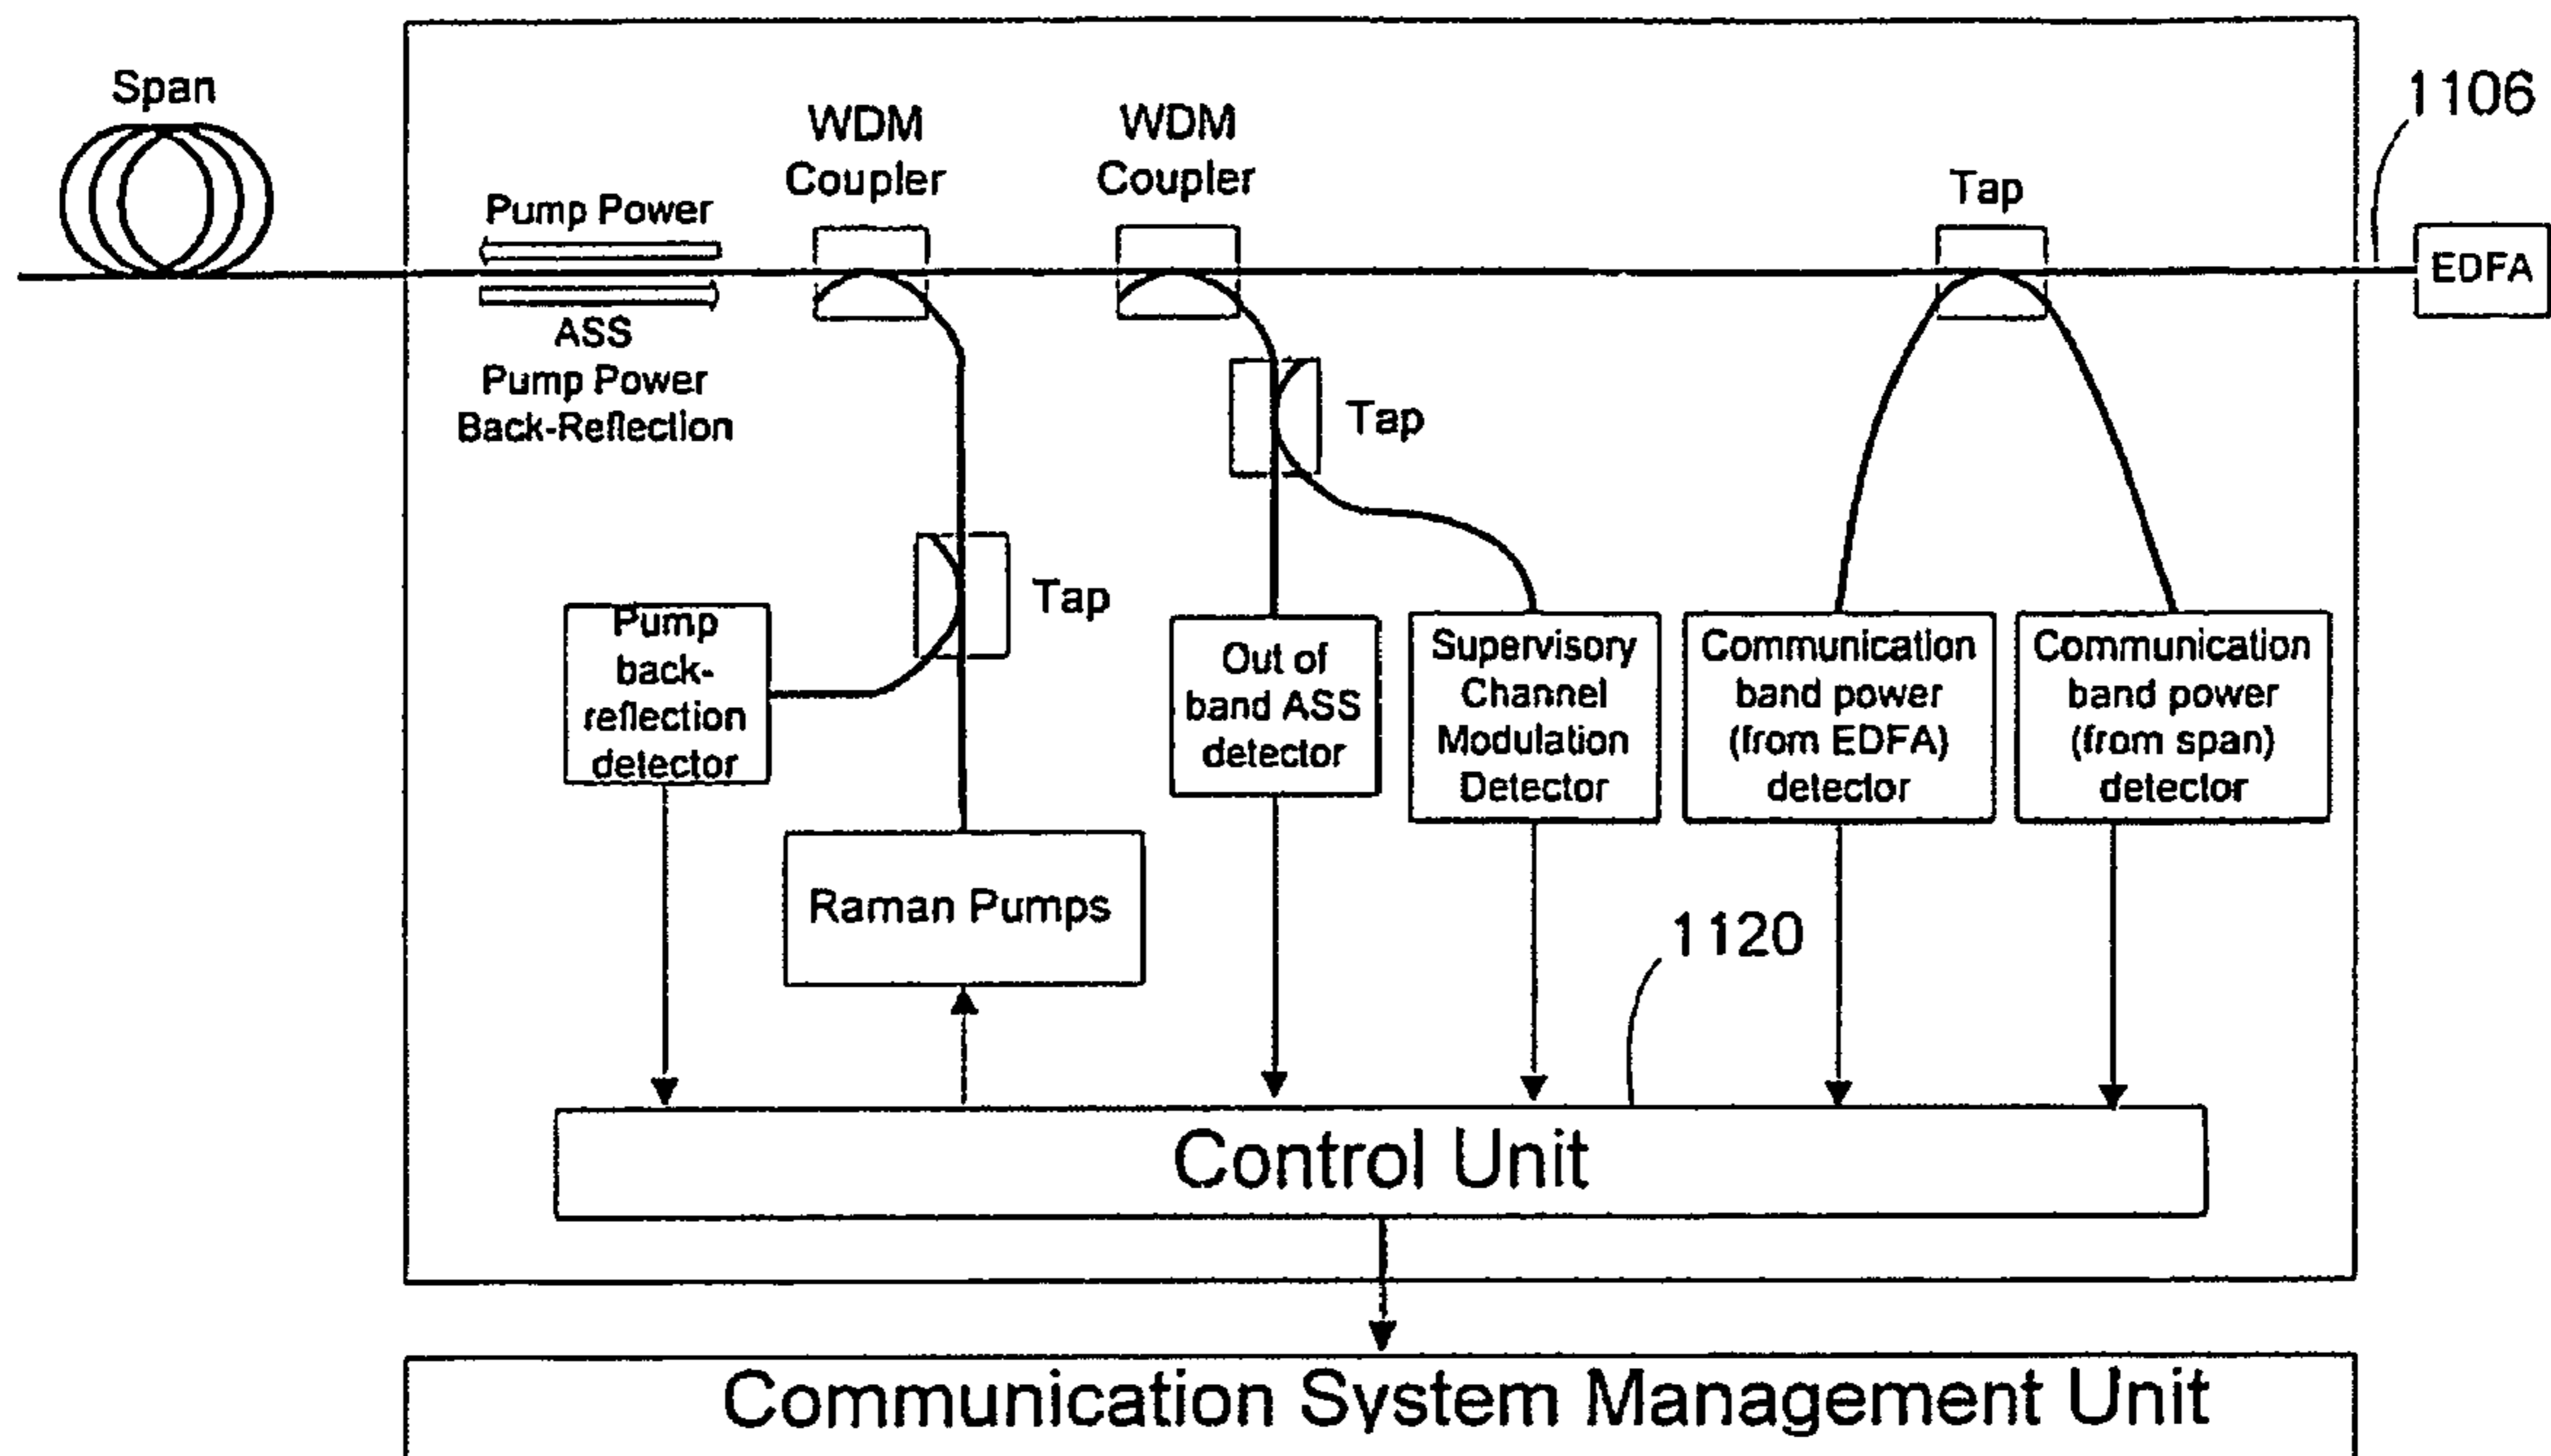 Span
1106
WDM
Coupler
WDM
Coupler
Tap
Pump Power
EDFA
ASS
Pump Power
Back-Reflection
Tap
Tap
Pump
back-
reflection
detector
Out of
band ASS
detector
Supervisory
Channel
Modulation
Detector
Communication
band power
(from EDFA)
detector
Communication
band power
(from span)
detector
Raman Pumps
1120
Control Unit
Communication System Management Unit